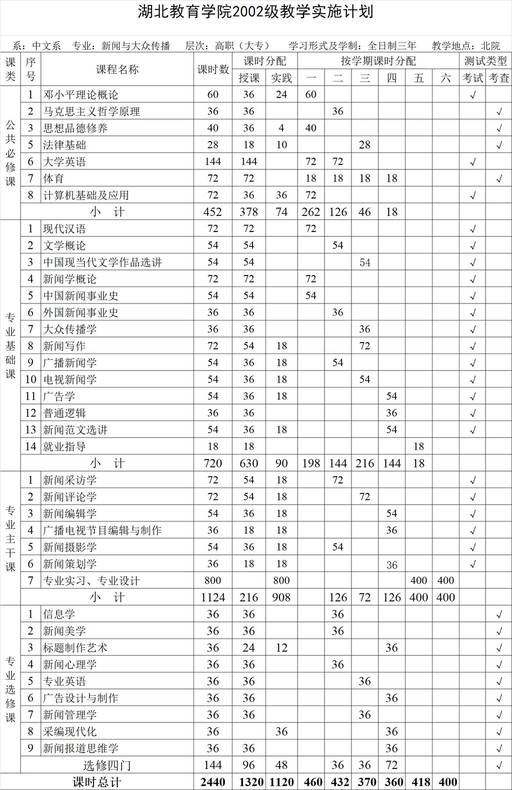 湖北教育学院2002级教学实施计划
系：中文系 专业：新闻与大众传播 层次：高职（大专） 学习形式及学制：全日制三年 教学地点：北院
课类 序号 课程名称 课时数 课时分配 按学期课时分配 测试类型
授课 实践 一 二 三 四 五 六 考试 考查
公共必修课
1 邓小平理论概论 60 36 24 60 √
2 马克思主义哲学原理 36 36 √
3 思想品德修养 40 36 4 40 √
5 法律基础 28 18 10 28 √
6 大学英语 144 144 72 72 √
7 体育 72 72 18 18 18 18 √
8 计算机基础及应用 72 36 36 72 √
小 计 452 378 74 262 126 46 18
专业基础课
1 现代汉语 72 72 72 √
2 文学概论 54 54 54 √
3 中国现当代文学作品选讲 54 54 54 √
4 新闻学概论 72 72 72 √
5 中国新闻事业史 54 54 54 √
6 外国新闻事业史 36 36 36 √
7 大众传播学 36 36 36 √
8 新闻写作 72 54 18 72 √
9 广播新闻学 54 36 18 54 √
10 电视新闻学 54 36 18 54 √
11 广告学 54 36 18 54 √
12 普通逻辑 36 36 36 √
13 新闻范文选讲 54 36 18 54 √
14 就业指导 18 18 18
小 计 720 630 90 198 144 216 144 18
专业主干课
1 新闻采访学 72 54 18 72 √
2 新闻评论学 72 54 18 72 √
3 新闻编辑学 54 36 18 54 √
4 广播电视节目编辑与制作 36 18 18 36 √
5 新闻摄影学 54 36 18 54 √
6 新闻策划学 36 18 18 36 √
7 专业实习、专业设计 800 800 400 400
小 计 1124 216 908 126 72 126 400 400
专业选修课
1 信息学 36 36 36 √
2 新闻美学 36 36 36 √
3 标题制作艺术 36 24 12 36 √
4 新闻心理学 36 36 36 √
5 专业英语 36 36 36 √
6 广告设计与制作 36 36 36 √
7 新闻管理学 36 36 36 √
8 采编现代化 36 36 36 √
9 新闻报道思维学 36 36 36 √
选修四门 144 96 48 36 36 72 √
课时总计 2440 1320 1120 460 432 370 360 418 400